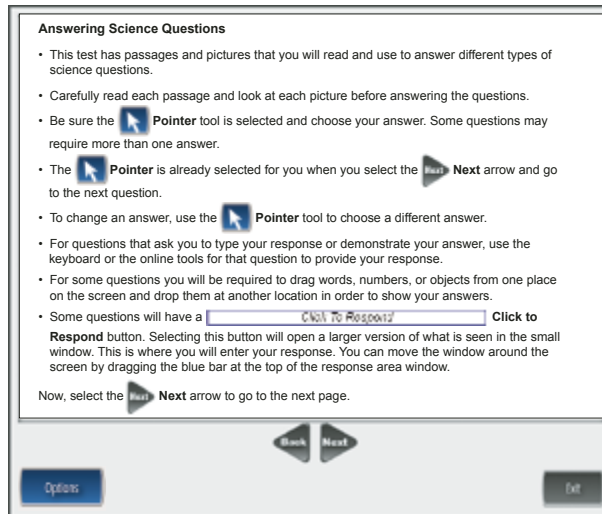 Answering Science Questions
• This test has passages and pictures that you will read and use to answer different types of
science questions.
• Carefully read each passage and look at each picture before answering the questions.
• Be sure the Pointer tool is selected and choose your answer. Some questions may
require more than one answer.
• The Pointer is already selected for you when you select the Next Next arrow and go
to the next question.
• To change an answer, use the Pointer tool to choose a different answer.
• For questions that ask you to type your response or demonstrate your answer, use the
keyboard or the online tools for that question to provide your response.
• For some questions you will be required to drag words, numbers, or objects from one place
on the screen and drop them at another location in order to show your answers.
• Some questions will have a Click To Respond Click to
Respond button. Selecting this button will open a larger version of what is seen in the small
window. This is where you will enter your response. You can move the window around the
screen by dragging the blue bar at the top of the response area window.
Now, select the Next Next arrow to go to the next page.
Back Next
Options Exit